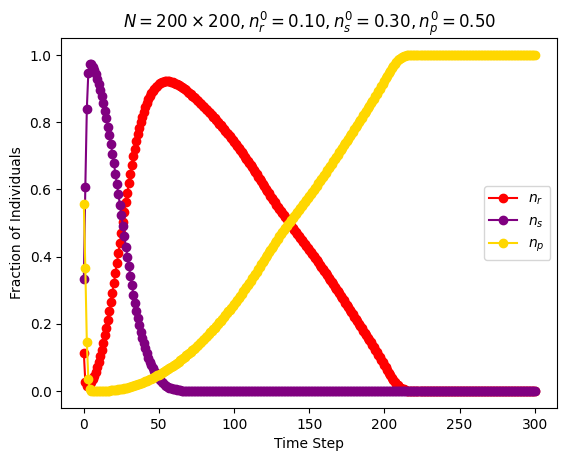 N = 200 × 200, n_r^0 = 0.10, n_s^0 = 0.30, n_p^0 = 0.50
Fraction of Individuals
1.0
0.8
0.6
0.4
0.2
0.0
n_r
n_s
n_p
0 50 100 150 200 250 300
Time Step